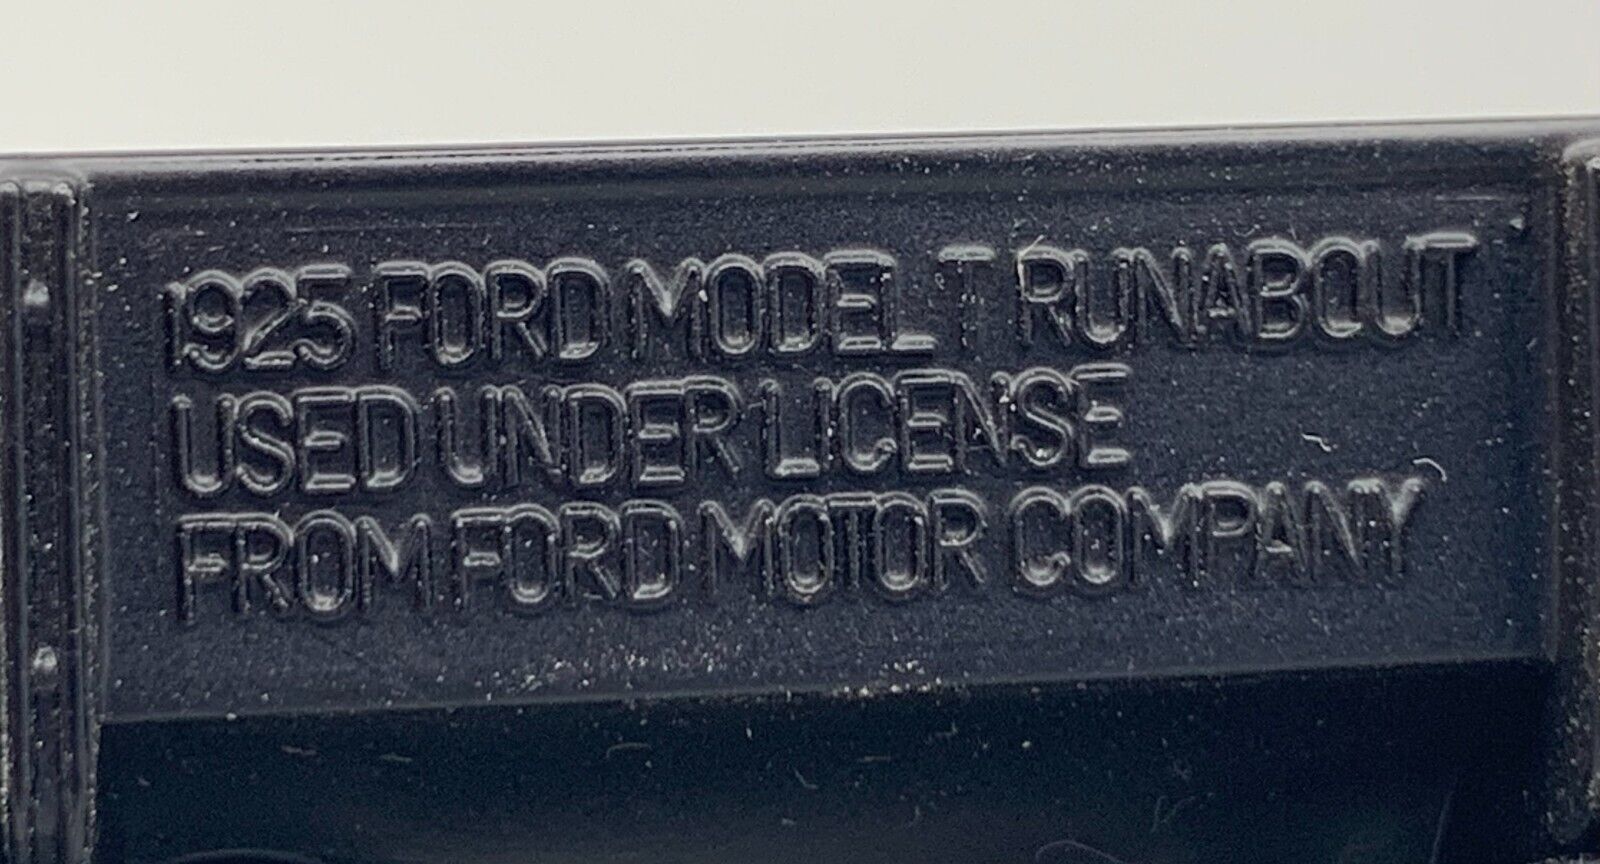 1925 FORD MODEL T RUNABOUT
USED UNDER LICENSE
FROM FORD MOTOR COMPANY